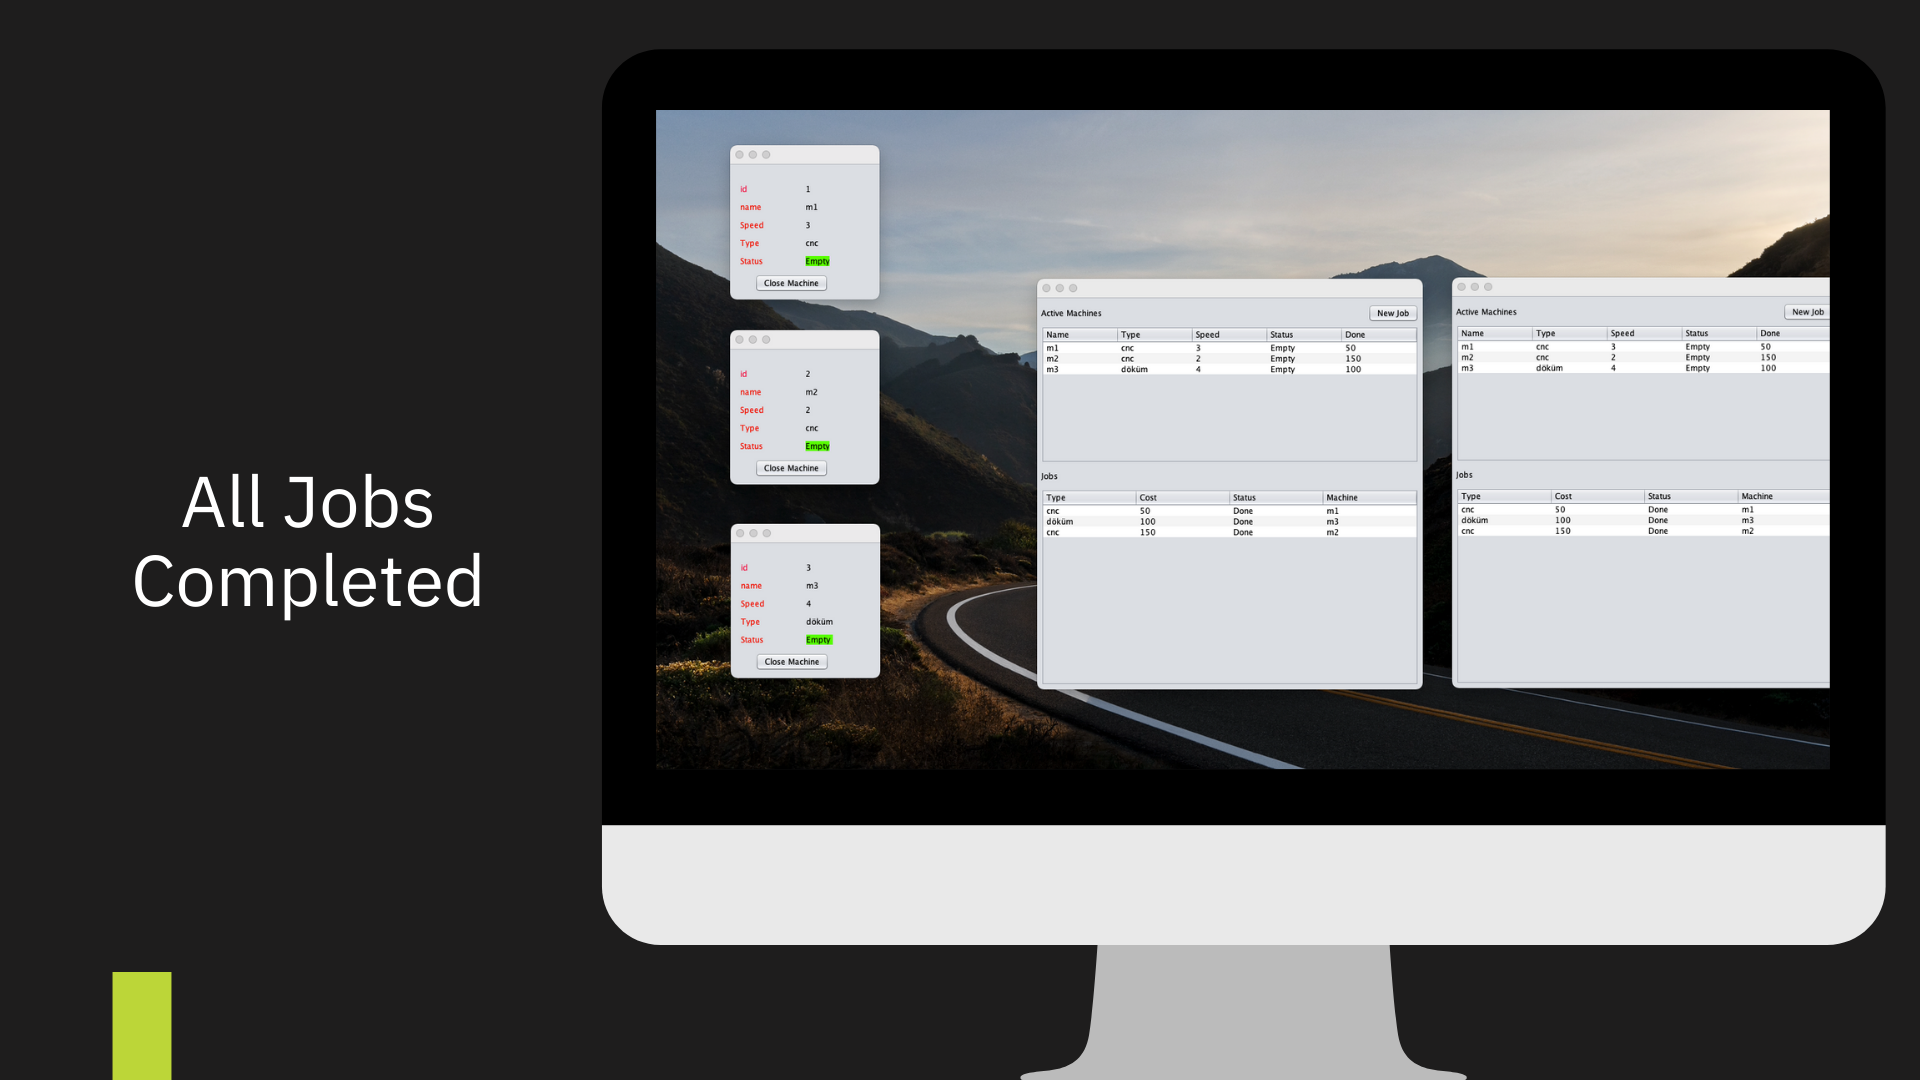 All Jobs
Completed
id 1
name m1
Speed 3
Type cnc
Status Empty
Close Machine
id 2
name m2
Speed 2
Type cnc
Status Empty
Close Machine
id 3
name m3
Speed 4
Type döküm
Status Empty
Close Machine
Active Machines New Job
Name Type Speed Status Done
m1 cnc 3 Empty 50
m2 cnc 2 Empty 150
m3 döküm 4 Empty 100
Jobs
Type Cost Status Machine
cnc 50 Done m1
döküm 100 Done m3
cnc 150 Done m2
Active Machines New Job
Name Type Speed Status Done
m1 cnc 3 Empty 50
m2 cnc 2 Empty 150
m3 döküm 4 Empty 100
Jobs
Type Cost Status Machine
cnc 50 Done m1
döküm 100 Done m3
cnc 150 Done m2